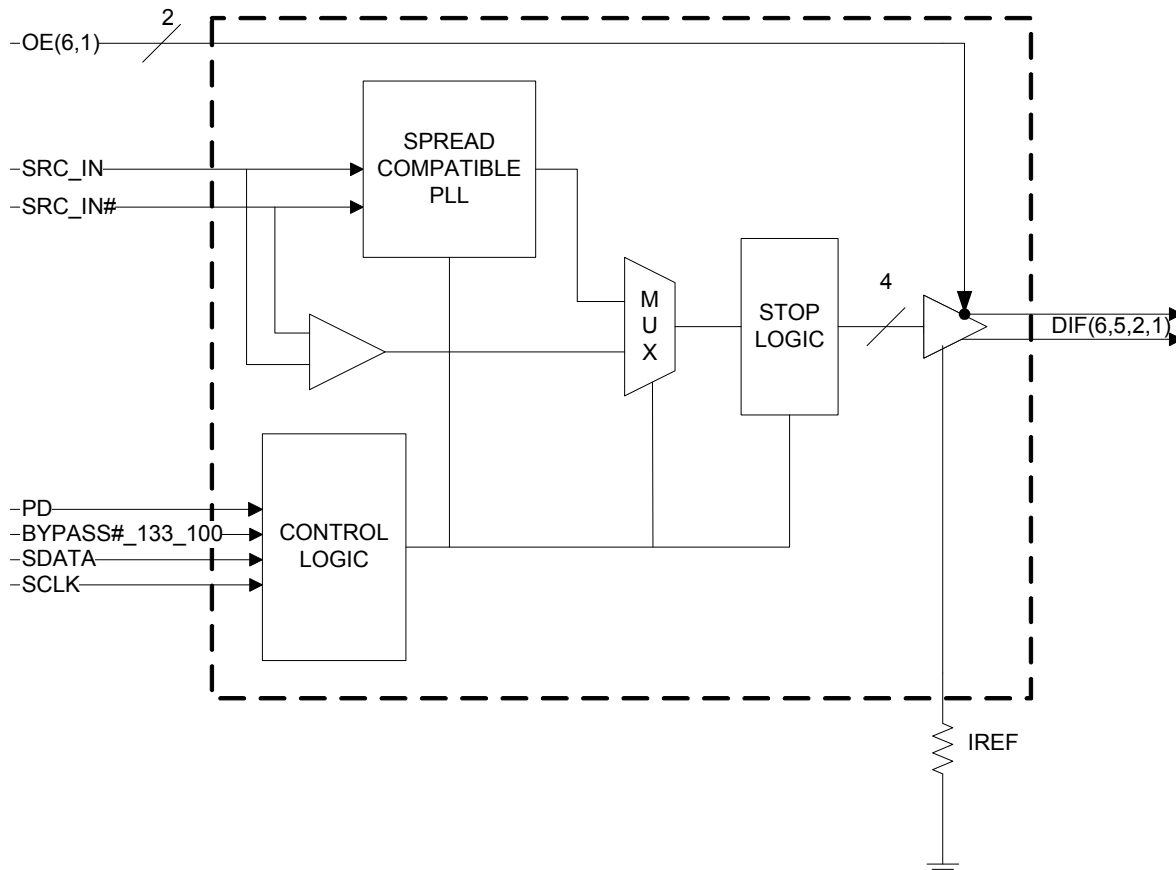 2
OE(6,1)
SPREAD
COMPATIBLE
PLL
SRC_IN
SRC_IN#
M
U
X
STOP
LOGIC
4
DIF(6,5,2,1)
PD
BYPASS#_133_100
SDATA
SCLK
CONTROL
LOGIC
IREF